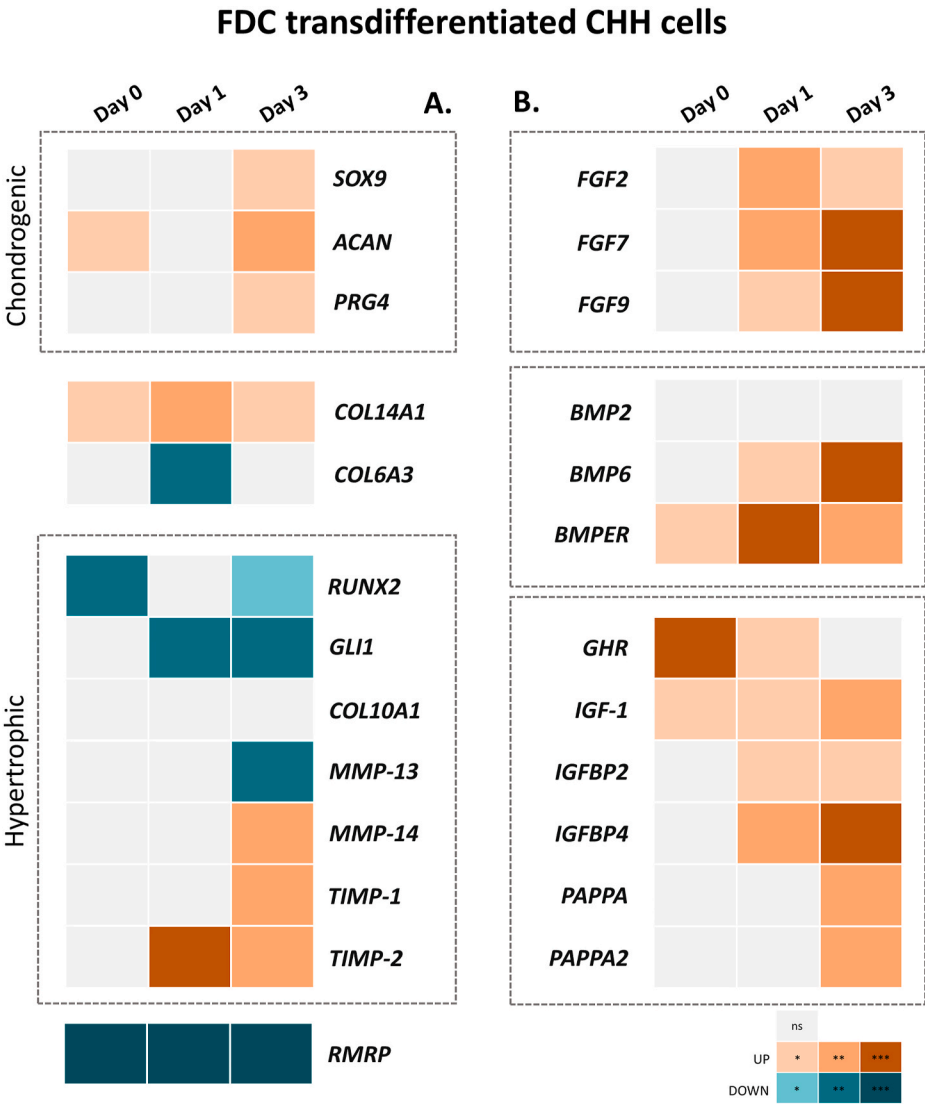 FDC transdifferentiated CHH cells
Day 0 Day 1 Day 3
A.
Chondrogenic
SOX9
ACAN
PRG4
COL14A1
COL6A3
Hypertrophic
RUNX2
GLI1
COL10A1
MMP-13
MMP-14
TIMP-1
TIMP-2
RMRP
B.
Day 0 Day 1 Day 3
FGF2
FGF7
FGF9
BMP2
BMP6
BMPER
GHR
IGF-1
IGFBP2
IGFBP4
PAPPA
PAPPA2
ns
UP * ** ***
DOWN * ** ***